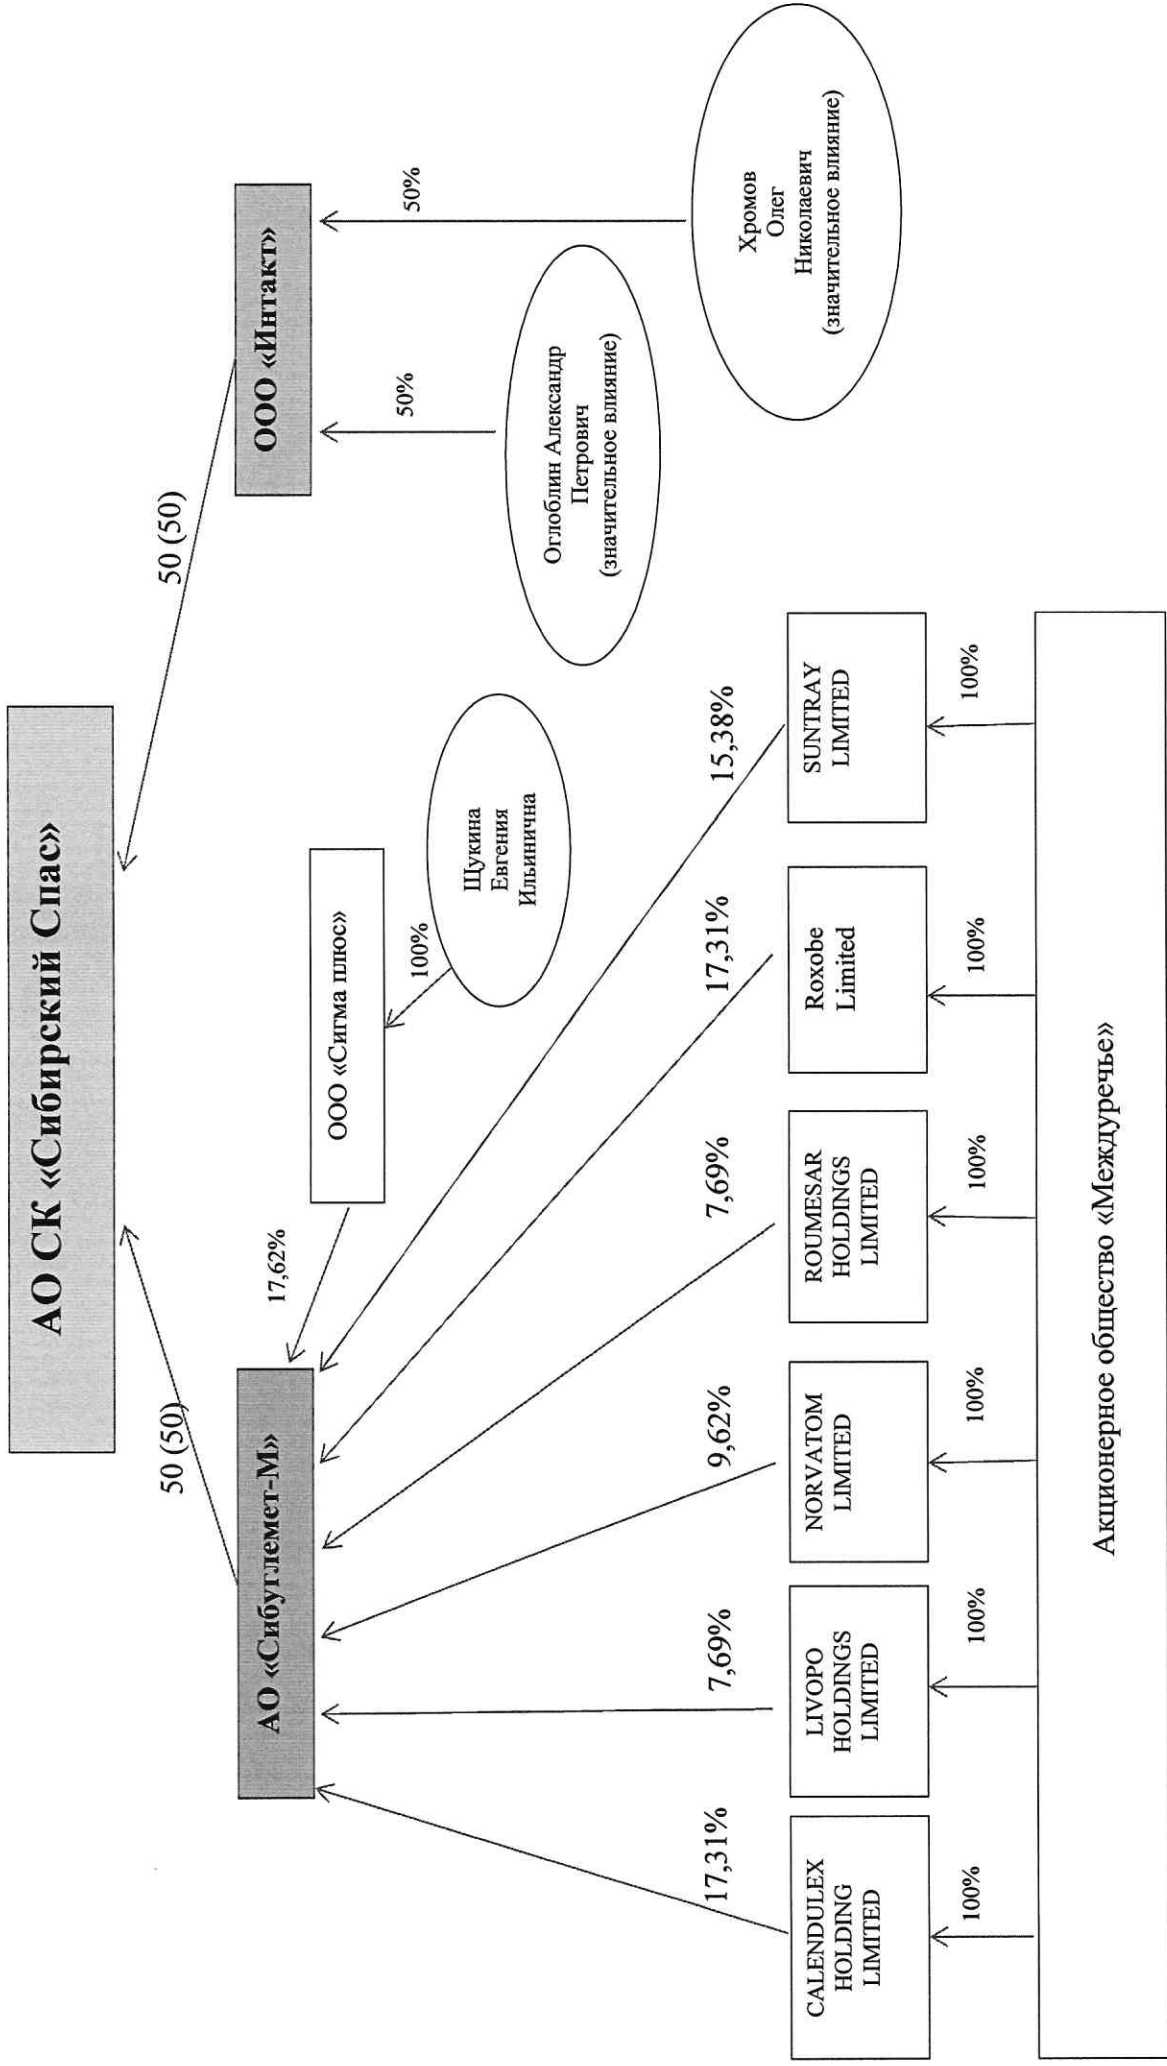 АО СК «Сибирский Спас»
50 (50)
50 (50)
АО «Сибуглемет-М»
ООО «Интакт»
17,62%
ООО «Сигма плюс»
100%
Щукина
Евгения
Ильинична
50%
50%
Оглоблин Александр
Петрович
(значительное влияние)
Хромов
Олег
Николаевич
(значительное влияние)
17,31%
7,69%
9,62%
7,69%
17,31%
15,38%
CALENDULEX
HOLDING
LIMITED
LIVOPO
HOLDINGS
LIMITED
NORVATOM
LIMITED
ROUMESAR
HOLDINGS
LIMITED
Roxobe
Limited
SUNTRAY
LIMITED
100%
100%
100%
100%
100%
100%
Акционерное общество «Междуречье»